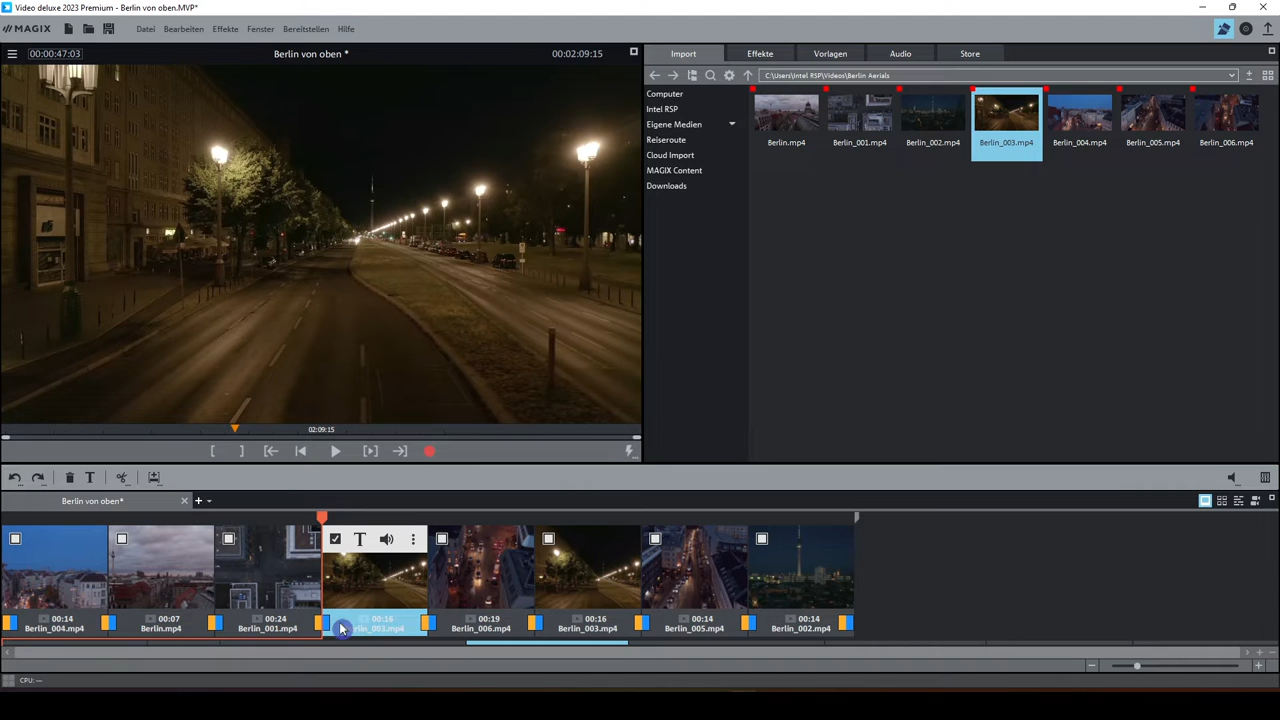 Video deluxe 2023 Premium - Berlin von oben.MVP*
MAGIX
Datei Bearbeiten Effekte Fenster Bereitstellen Hilfe
00:00:47:03 Berlin von oben * 00:02:09:15
Import Effekte Vorlagen Audio Store
C:\Users\Intel RSP\Videos\Berlin Aerials
Computer
Intel RSP
Eigene Medien
Reiseroute
Cloud Import
MAGIX Content
Downloads
Berlin.mp4 Berlin_001.mp4 Berlin_002.mp4 Berlin_003.mp4 Berlin_004.mp4 Berlin_005.mp4 Berlin_006.mp4
02:09:15
Berlin von oben*
00:14 00:07 00:24 00:16 00:19 00:16 00:14 00:14
Berlin_004.mp4 Berlin.mp4 Berlin_001.mp4 _003.mp4 Berlin_006.mp4 Berlin_003.mp4 Berlin_005.mp4 Berlin_002.mp4
CPU: —